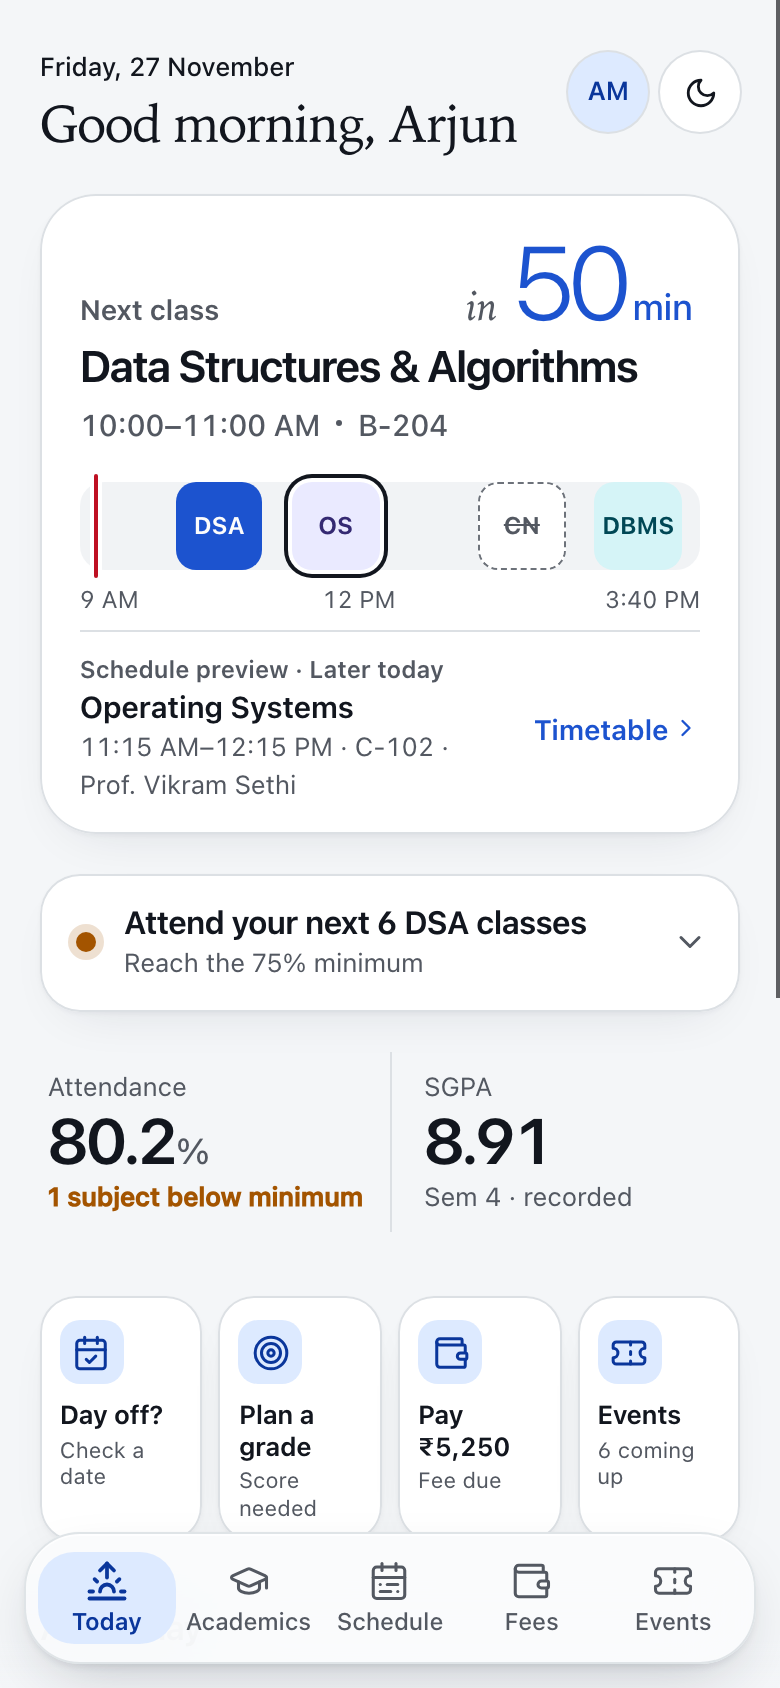 Friday, 27 November
Good morning, Arjun
AM
Next class
in 50 min
Data Structures & Algorithms
10:00–11:00 AM • B-204
DSA
OS
CN
DBMS
9 AM
12 PM
3:40 PM
Schedule preview · Later today
Operating Systems
11:15 AM–12:15 PM · C-102 ·
Prof. Vikram Sethi
Timetable
Attend your next 6 DSA classes
Reach the 75% minimum
Attendance
80.2%
1 subject below minimum
SGPA
8.91
Sem 4 · recorded
Day off?
Check a
date
Plan a
grade
Score
needed
Pay
₹5,250
Fee due
Events
6 coming
up
Today
Academics
Schedule
Fees
Events